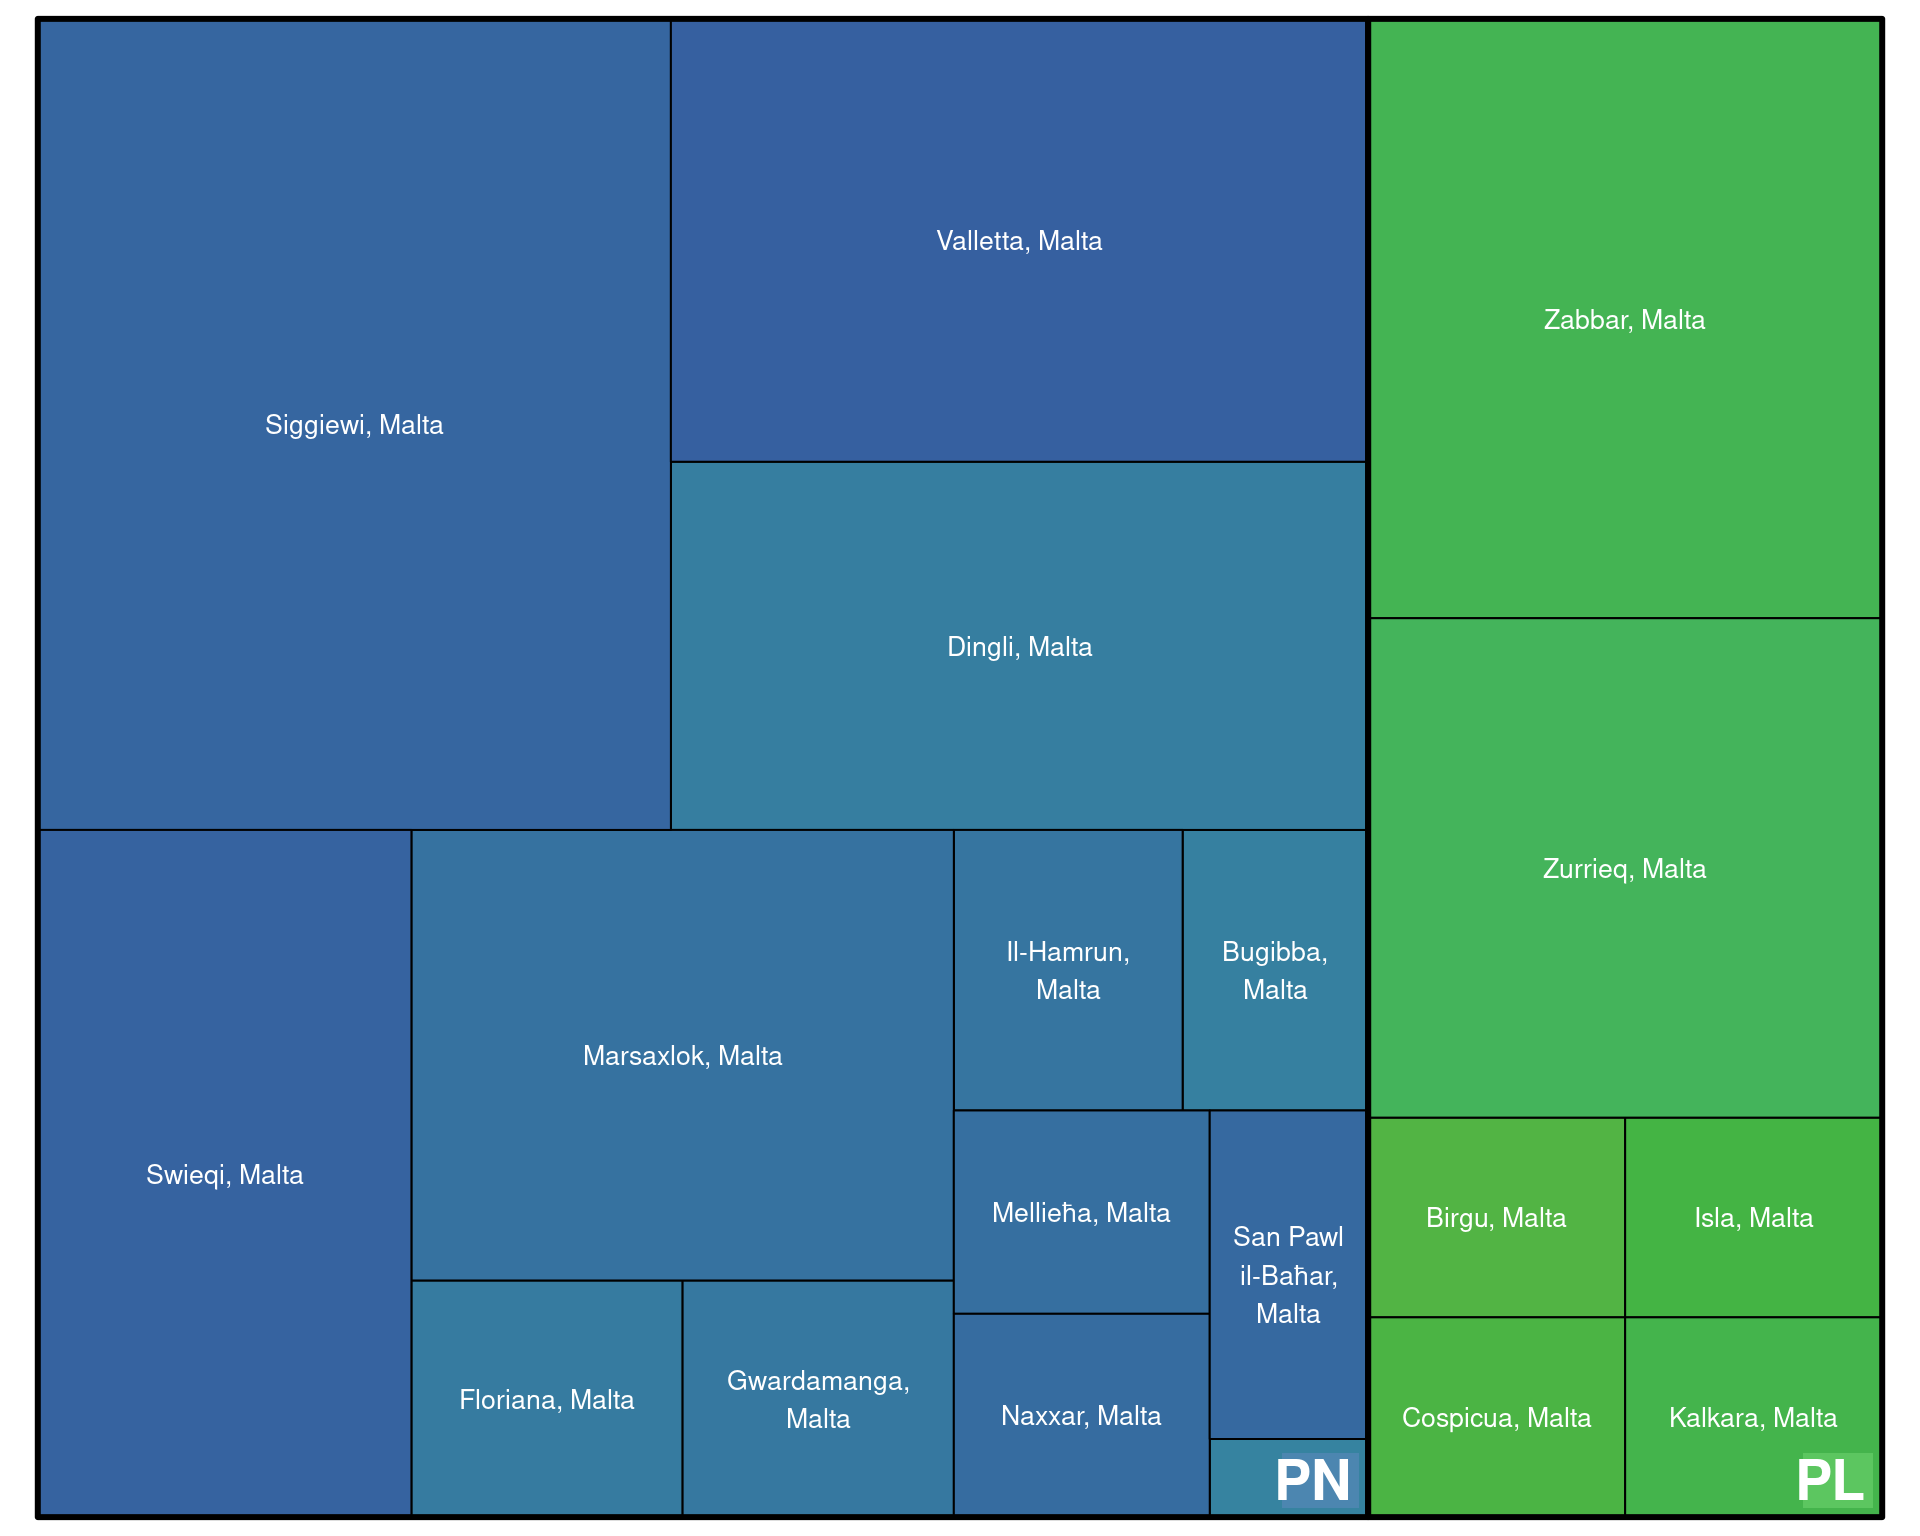 Siggiewi, Malta
Valletta, Malta
Zabbar, Malta
Dingli, Malta
Zurrieq, Malta
Swieqi, Malta
Marsaxlok, Malta
Il-Hamrun,
Malta
Bugibba,
Malta
Mellieħa, Malta
San Pawl
il-Baħar,
Malta
Birgu, Malta
Isla, Malta
Floriana, Malta
Gwardamanga,
Malta
Naxxar, Malta
Cospicua, Malta
Kalkara, Malta
PN
PL